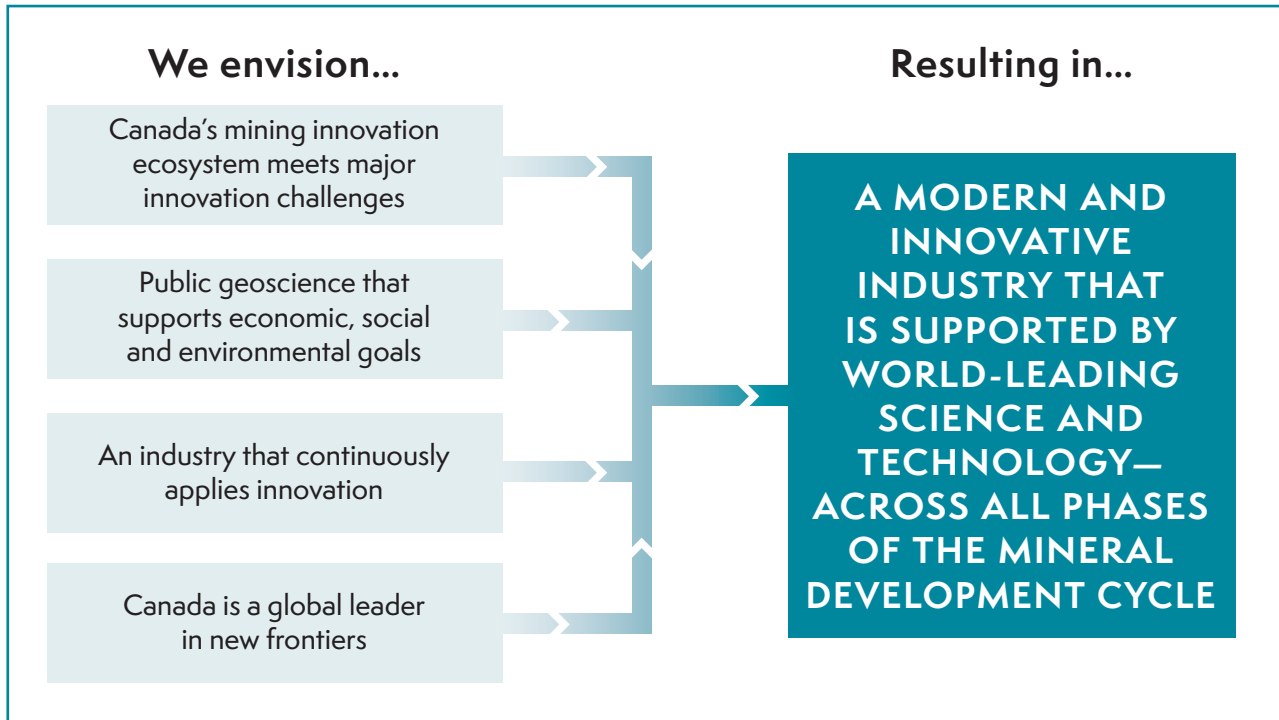 We envision...
Canada's mining innovation
ecosystem meets major
innovation challenges
Public geoscience that
supports economic, social
and environmental goals
An industry that continuously
applies innovation
Canada is a global leader
in new frontiers
Resulting in...
A MODERN AND
INNOVATIVE
INDUSTRY THAT
IS SUPPORTED BY
WORLD-LEADING
SCIENCE AND
TECHNOLOGY—
ACROSS ALL PHASES
OF THE MINERAL
DEVELOPMENT CYCLE